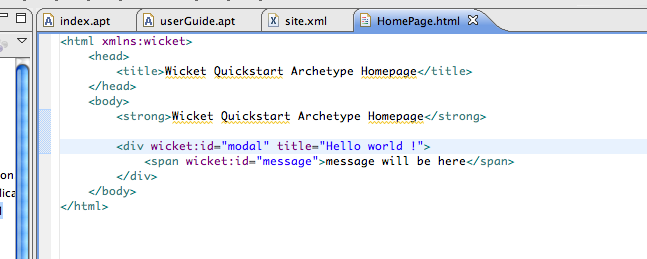 index.apt userGuide.apt site.xml HomePage.html
<html xmlns:wicket>
<head>
<title>Wicket Quickstart Archetype Homepage</title>
</head>
<body>
<strong>Wicket Quickstart Archetype Homepage</strong>
<div wicket:id="modal" title="Hello world !">
<span wicket:id="message">message will be here</span>
</div>
</body>
</html>
on
lica